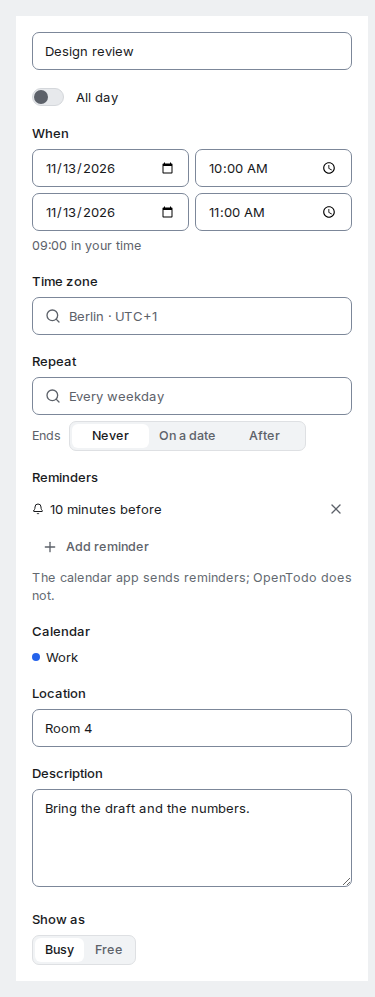 Design review
All day
When
11/13/2026 10:00 AM
11/13/2026 11:00 AM
09:00 in your time
Time zone
Berlin · UTC+1
Repeat
Every weekday
Ends Never On a date After
Reminders
10 minutes before
Add reminder
The calendar app sends reminders; OpenTodo does
not.
Calendar
Work
Location
Room 4
Description
Bring the draft and the numbers.
Show as
Busy Free